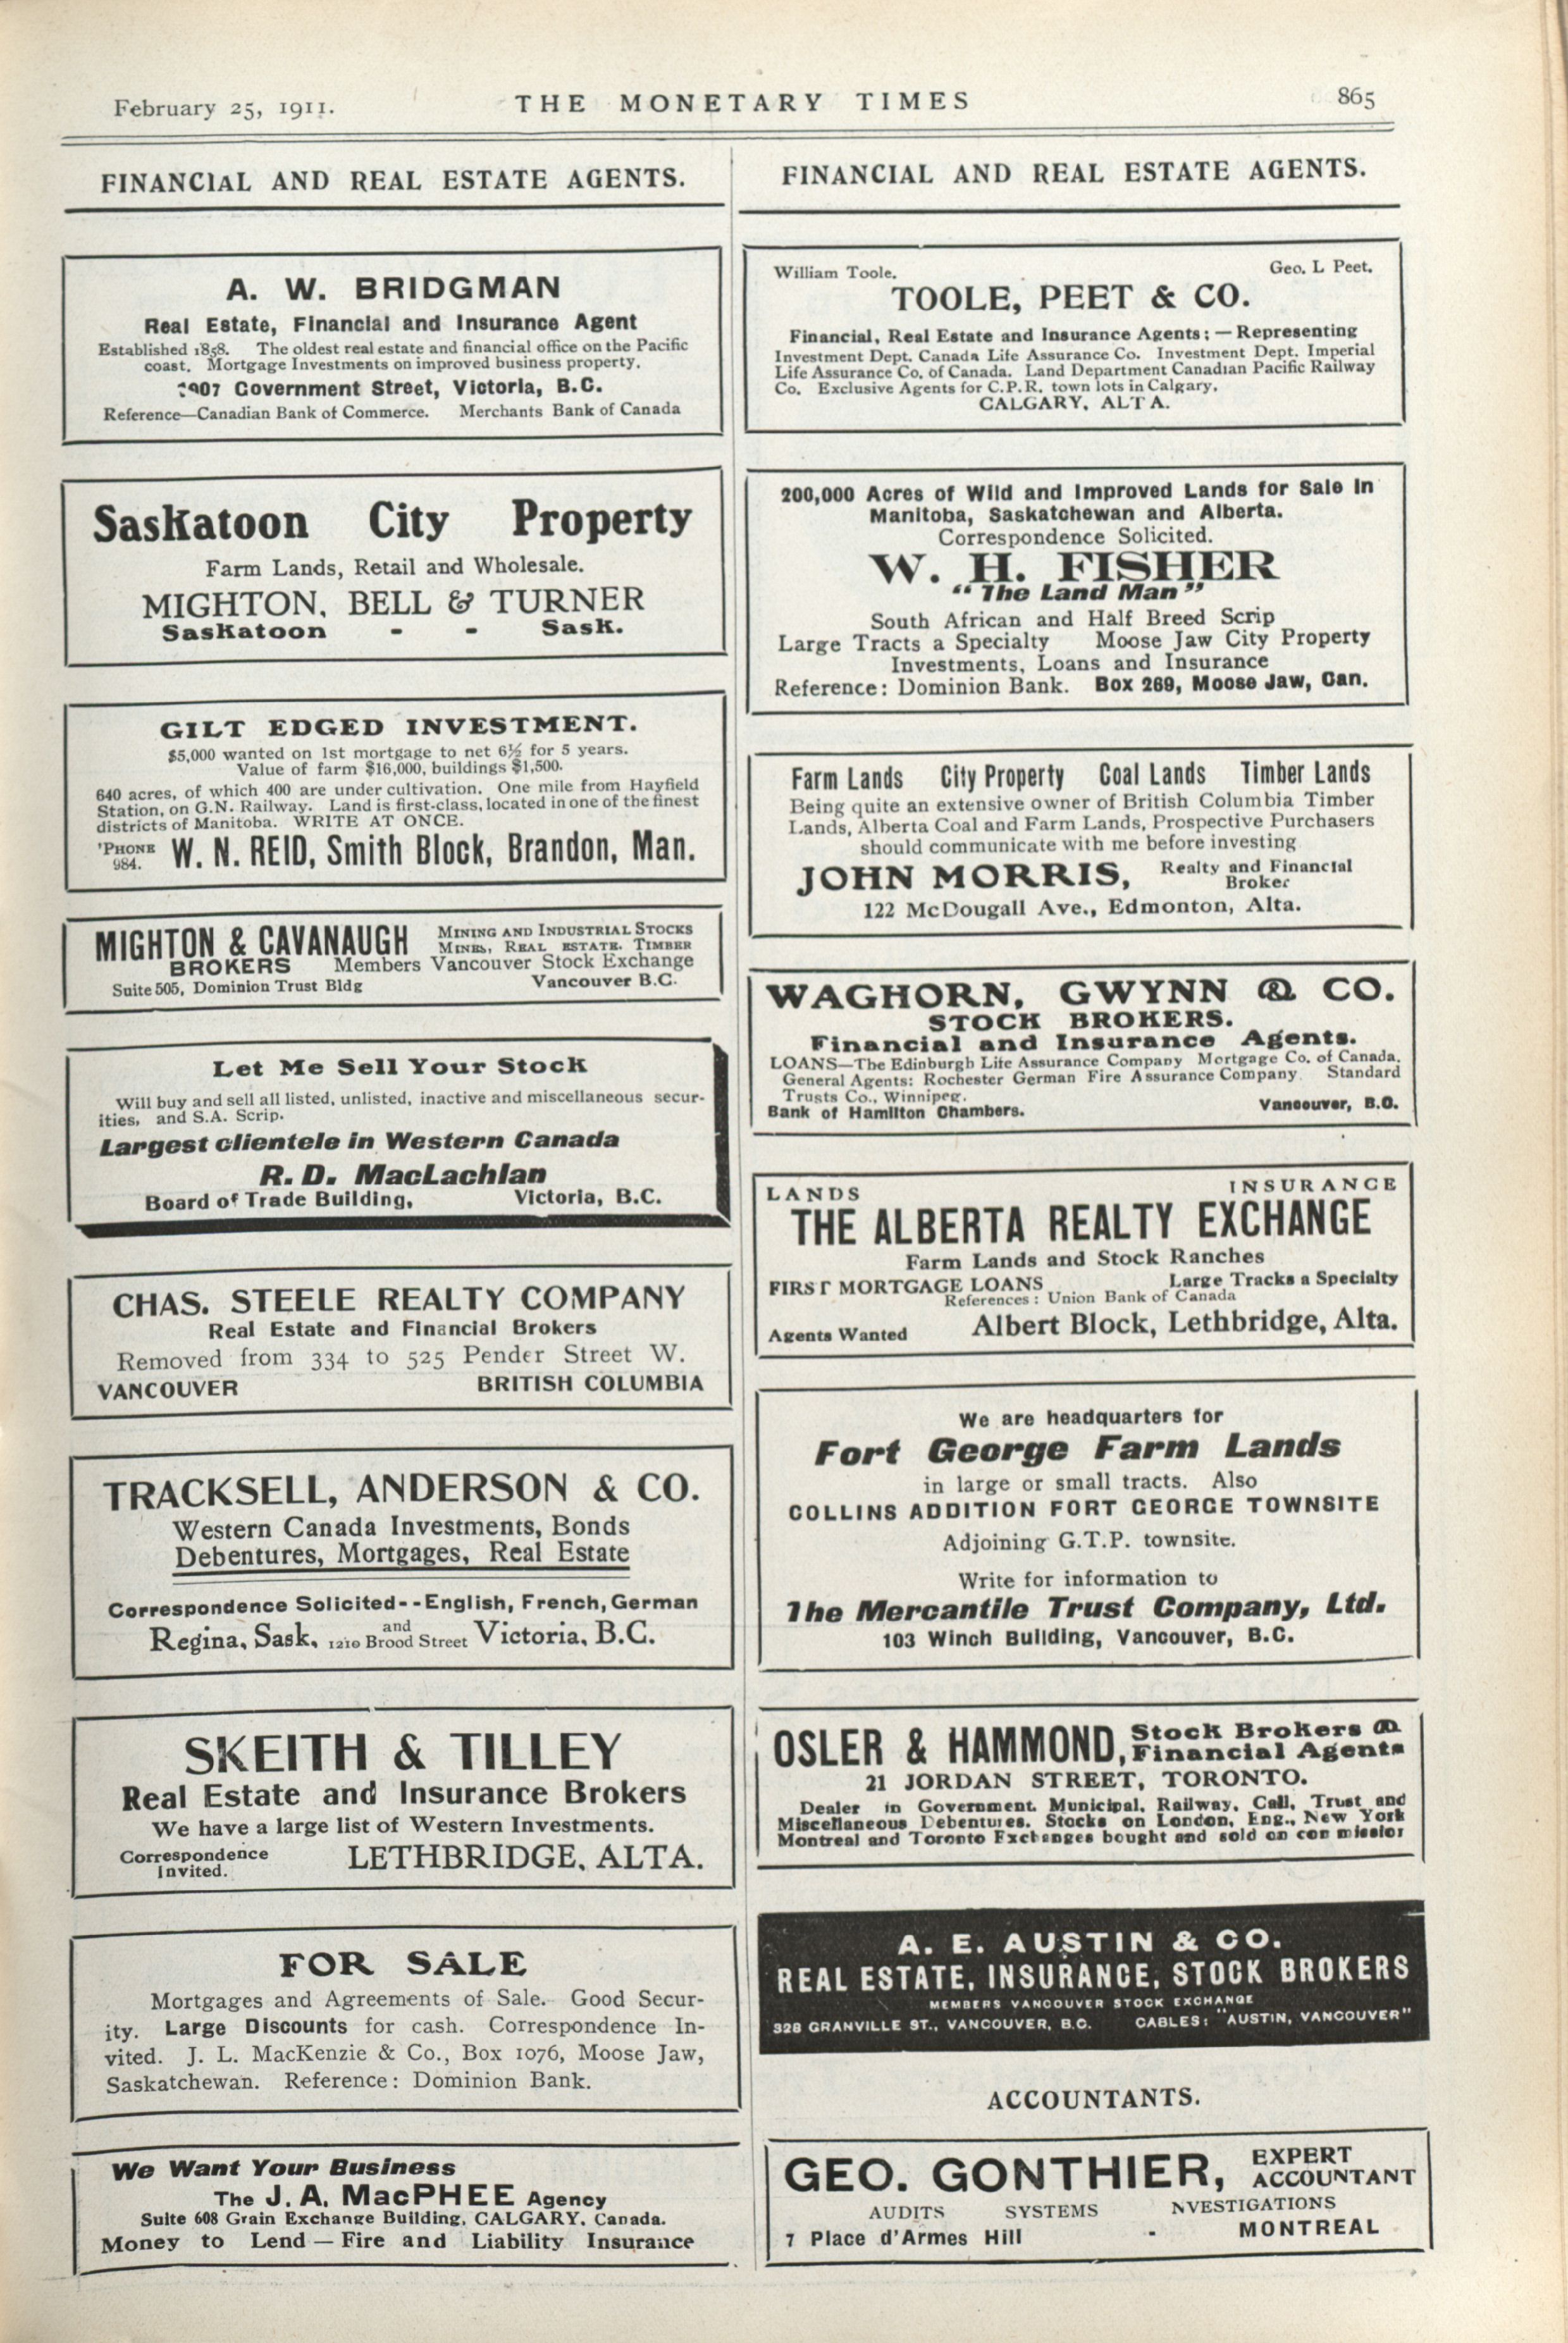 February 25, 1911.
THE MONETARY TIMES
865
FINANCIAL AND REAL ESTATE AGENTS.
A. W. BRIDGMAN
Real Estate, Financial and Insurance Agent
Established 1858. The oldest real estate and financial office on the Pacific
coast. Mortgage Investments on improved business property.
Government Street, Victoria, B.C.
Reference—Canadian Bank of Commerce. Merchants Bank of Canada
Saskatoon City Property
Farm Lands, Retail and Wholesale.
MIGHTON, BELL & TURNER
Saskatoon - - Sask.
GILT EDGED INVESTMENT.
$5,000 wanted on 1st mortgage to net 6½ for 5 years.
Value of farm $16,000, buildings $1,500.
640 acres, of which 400 are under cultivation. One mile from Hayfield
Station, on G.N. Railway. Land is first-class, located in one of the finest
districts of Manitoba. WRITE AT ONCE.
'PHONE 984. W. N. REID, Smith Block, Brandon, Man.
MIGHTON & CAVANAUGH MINING AND INDUSTRIAL STOCKS
MINES, REAL ESTATE. TIMBER
BROKERS Members Vancouver Stock Exchange
Suite 505, Dominion Trust Bldg Vancouver B.C.
Let Me Sell Your Stock
Will buy and sell all listed, unlisted, inactive and miscellaneous secur-
ities, and S.A. Scrip.
Largest clientele in Western Canada
R. D. MacLachlan
Board of Trade Building, Victoria, B.C.
CHAS. STEELE REALTY COMPANY
Real Estate and Financial Brokers
Removed from 334 to 525 Pender Street W.
VANCOUVER BRITISH COLUMBIA
TRACKSELL, ANDERSON & CO.
Western Canada Investments, Bonds
Debentures, Mortgages, Real Estate
Correspondence Solicited--English, French, German
Regina, Sask. and 1210 Brood Street Victoria, B.C.
SKEITH & TILLEY
Real Estate and Insurance Brokers
We have a large list of Western Investments.
Correspondence
Invited. LETHBRIDGE, ALTA.
FOR SALE
Mortgages and Agreements of Sale. Good Secur-
ity. Large Discounts for cash. Correspondence In-
vited. J. L. MacKenzie & Co., Box 1076, Moose Jaw,
Saskatchewan. Reference: Dominion Bank.
We Want Your Business
The J. A. MacPHEE Agency
Suite 608 Grain Exchange Building, CALGARY, Canada.
Money to Lend — Fire and Liability Insurance
FINANCIAL AND REAL ESTATE AGENTS.
William Toole. Geo. L Peet.
TOOLE, PEET & CO.
Financial, Real Estate and Insurance Agents; — Representing
Investment Dept. Canada Life Assurance Co. Investment Dept. Imperial
Life Assurance Co. of Canada. Land Department Canadian Pacific Railway
Co. Exclusive Agents for C.P.R. town lots in Calgary.
CALGARY, ALTA.
200,000 Acres of Wild and Improved Lands for Sale in
Manitoba, Saskatchewan and Alberta.
Correspondence Solicited.
W. H. FISHER
"The Land Man"
South African and Half Breed Scrip
Large Tracts a Specialty Moose Jaw City Property
Investments, Loans and Insurance
Reference: Dominion Bank. Box 269, Moose Jaw, Can.
Farm Lands City Property Coal Lands Timber Lands
Being quite an extensive owner of British Columbia Timber
Lands, Alberta Coal and Farm Lands, Prospective Purchasers
should communicate with me before investing
JOHN MORRIS, Realty and Financial
Broker
122 McDougall Ave., Edmonton, Alta.
WAGHORN, GWYNN & CO.
STOCK BROKERS.
Financial and Insurance Agents.
LOANS—The Edinburgh Life Assurance Company Mortgage Co. of Canada.
General Agents: Rochester German Fire Assurance Company. Standard
Trusts Co., Winnipeg.
Bank of Hamilton Chambers. Vancouver, B.C.
LANDS INSURANCE
THE ALBERTA REALTY EXCHANGE
Farm Lands and Stock Ranches
FIRST MORTGAGE LOANS Large Tracks a Specialty
References: Union Bank of Canada
Agents Wanted Albert Block, Lethbridge, Alta.
We are headquarters for
Fort George Farm Lands
in large or small tracts. Also
COLLINS ADDITION FORT GEORGE TOWNSITE
Adjoining G.T.P. townsite.
Write for information to
The Mercantile Trust Company, Ltd.
103 Winch Building, Vancouver, B.C.
OSLER & HAMMOND, Stock Brokers &
Financial Agents
21 JORDAN STREET, TORONTO.
Dealer in Government. Municipal, Railway, Call, Trust and
Miscellaneous Debentures. Stocks on London, Eng., New York
Montreal and Toronto Exchanges bought and sold on commission
A. E. AUSTIN & CO.
REAL ESTATE, INSURANCE, STOCK BROKERS
MEMBERS VANCOUVER STOCK EXCHANGE
328 GRANVILLE ST., VANCOUVER, B.C. CABLES: "AUSTIN, VANCOUVER"
ACCOUNTANTS.
GEO. GONTHIER, EXPERT
ACCOUNTANT
AUDITS SYSTEMS NVESTIGATIONS
7 Place d'Armes Hill - MONTREAL